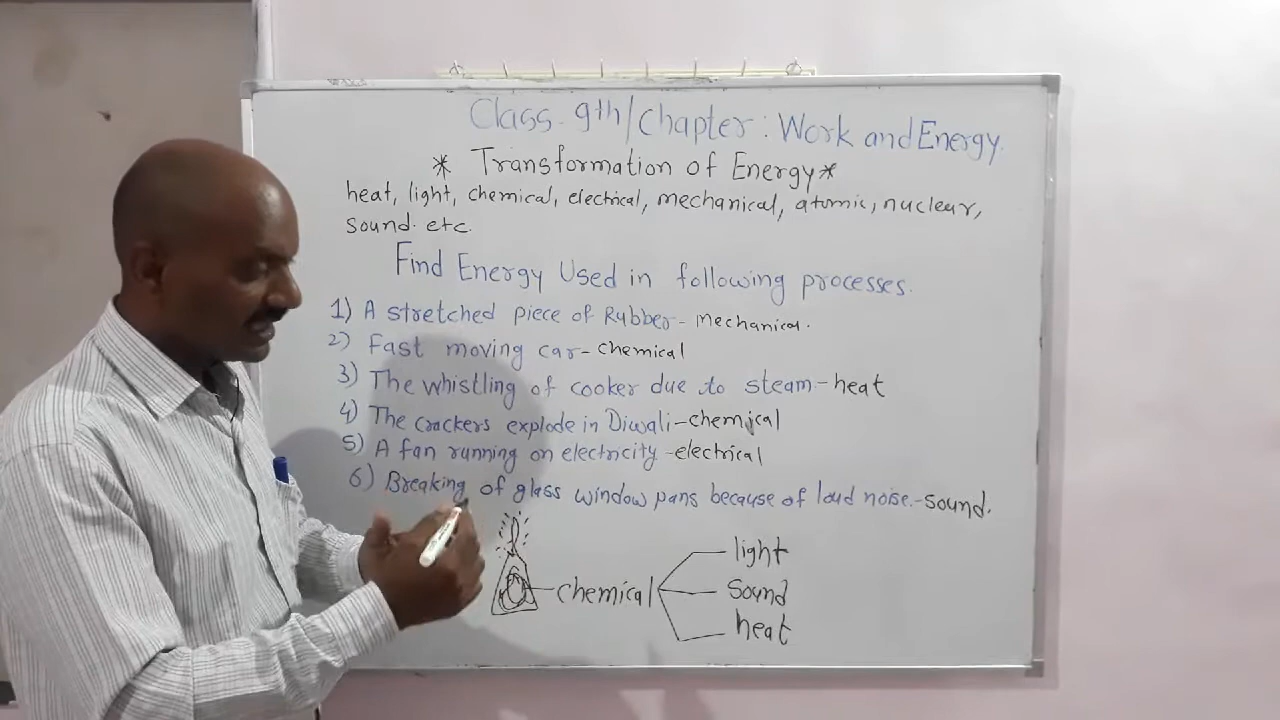 Class-9th/Chapter: Work and Energy.
* Transformation of Energy*
heat, light, chemical, electrical, mechanical, atomic, nuclear,
sound. etc.
Find Energy Used in following processes.
1) A stretched piece of Rubber-Mechanical.
2) Fast moving car-chemical
3) The whistling of cooker due to steam-heat
4) The crackers explode in Diwali-chemical
5) A fan running on electricity-electrical
6) Breaking of glass window pans because of loud noise.-sound.
chemical
light
Sound
heat